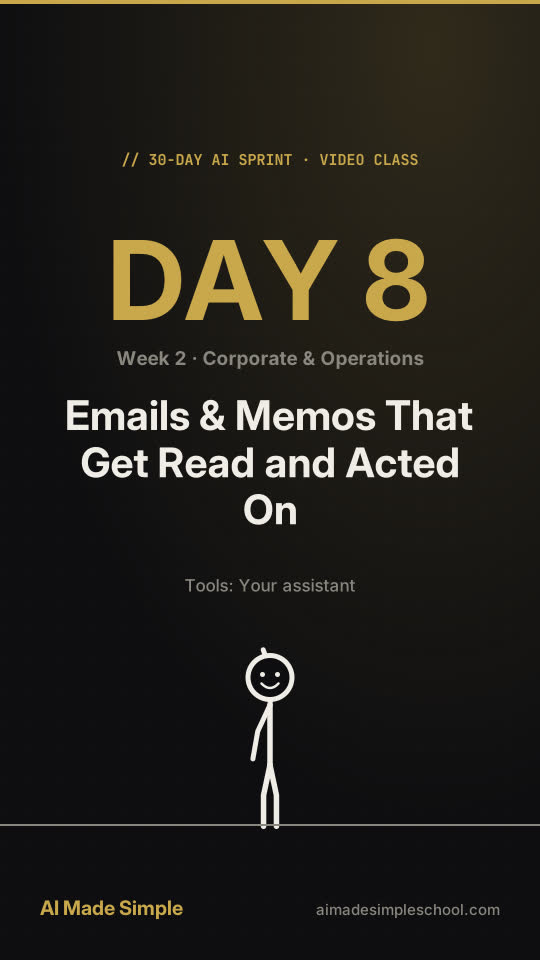 // 30-DAY AI SPRINT · VIDEO CLASS
DAY 8
Week 2 · Corporate & Operations
Emails & Memos That
Get Read and Acted
On
Tools: Your assistant
AI Made Simple
aimadesimpleschool.com